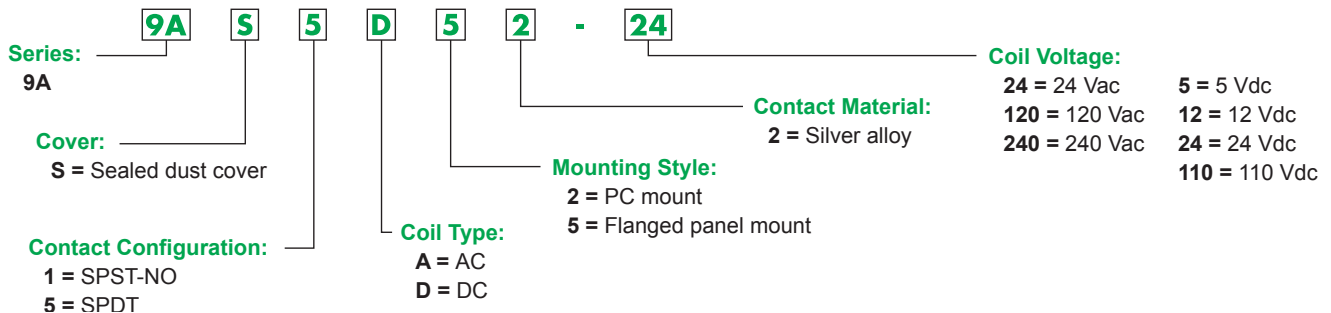 9A S 5 D 5 2 - 24
Series:
9A
Cover:
S = Sealed dust cover
Contact Configuration:
1 = SPST-NO
5 = SPDT
Coil Type:
A = AC
D = DC
Mounting Style:
2 = PC mount
5 = Flanged panel mount
Contact Material:
2 = Silver alloy
Coil Voltage:
24 = 24 Vac
120 = 120 Vac
240 = 240 Vac
5 = 5 Vdc
12 = 12 Vdc
24 = 24 Vdc
110 = 110 Vdc